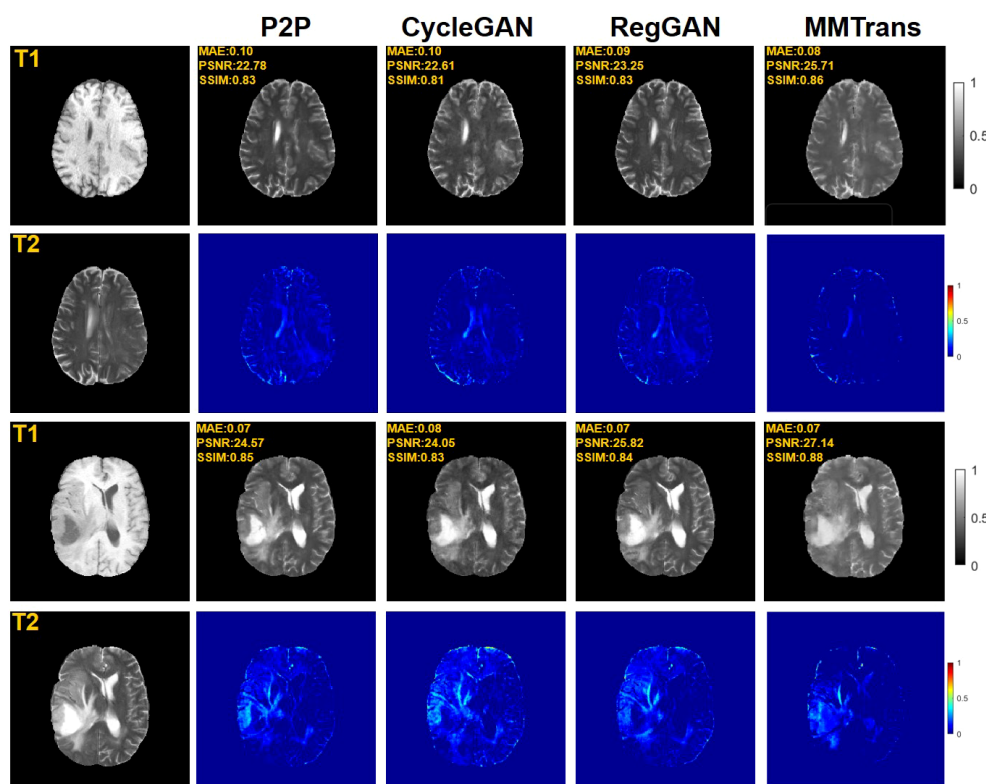 P2P CycleGAN RegGAN MMTrans
T1
MAE:0.10
PSNR:22.78
SSIM:0.83
MAE:0.10
PSNR:22.61
SSIM:0.81
MAE:0.09
PSNR:23.25
SSIM:0.83
MAE:0.08
PSNR:25.71
SSIM:0.86
1
0.5
0
T2
1
0.5
0
T1
MAE:0.07
PSNR:24.57
SSIM:0.85
MAE:0.08
PSNR:24.05
SSIM:0.83
MAE:0.07
PSNR:25.82
SSIM:0.84
MAE:0.07
PSNR:27.14
SSIM:0.88
1
0.5
0
T2
1
0.5
0